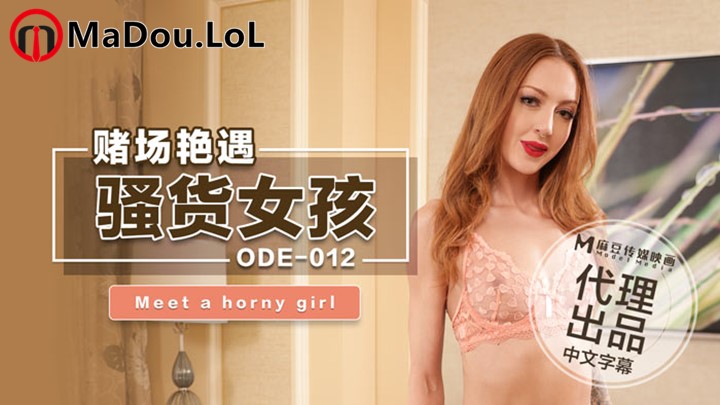 MaDou.LoL
赌场艳遇
骚货女孩
ODE-012
Meet a horny girl
麻豆传媒映画
Model Media
代理
出品
中文字幕